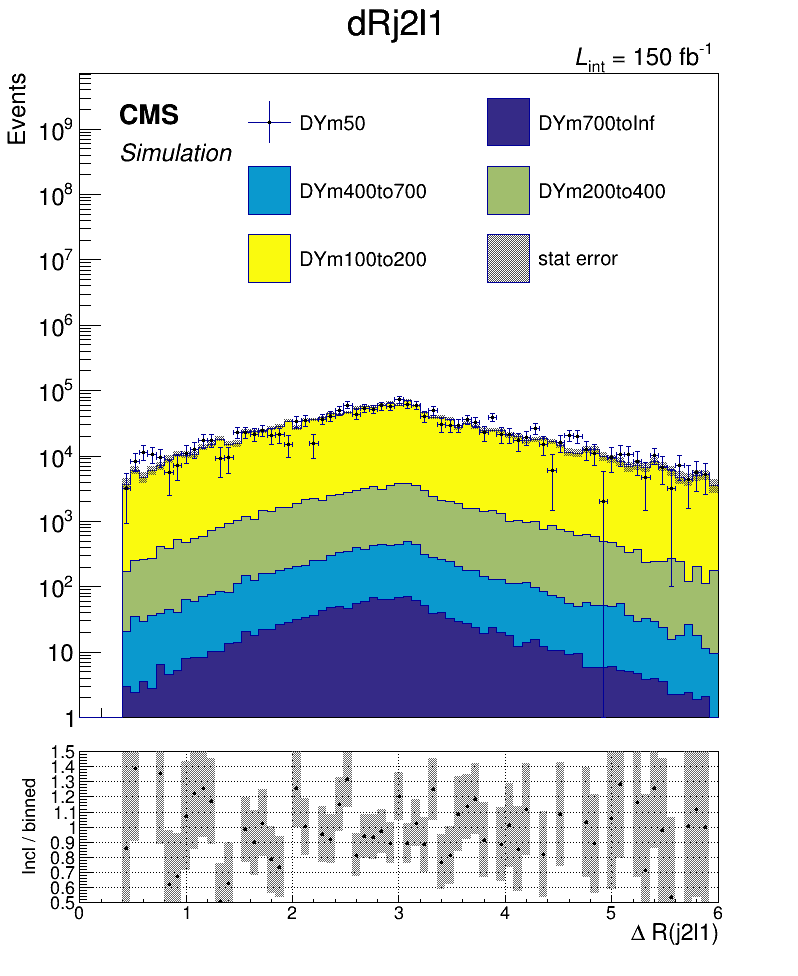 dRj2l1
L_int = 150 fb^-1
Events
CMS
Simulation
DYm50
DYm700toInf
DYm400to700
DYm200to400
DYm100to200
stat error
10^9
10^8
10^7
10^6
10^5
10^4
10^3
10^2
10
1
Incl / binned
1.5
1.4
1.3
1.2
1.1
1
0.9
0.8
0.7
0.6
0.5
0 1 2 3 4 5 6
Δ R(j2l1)